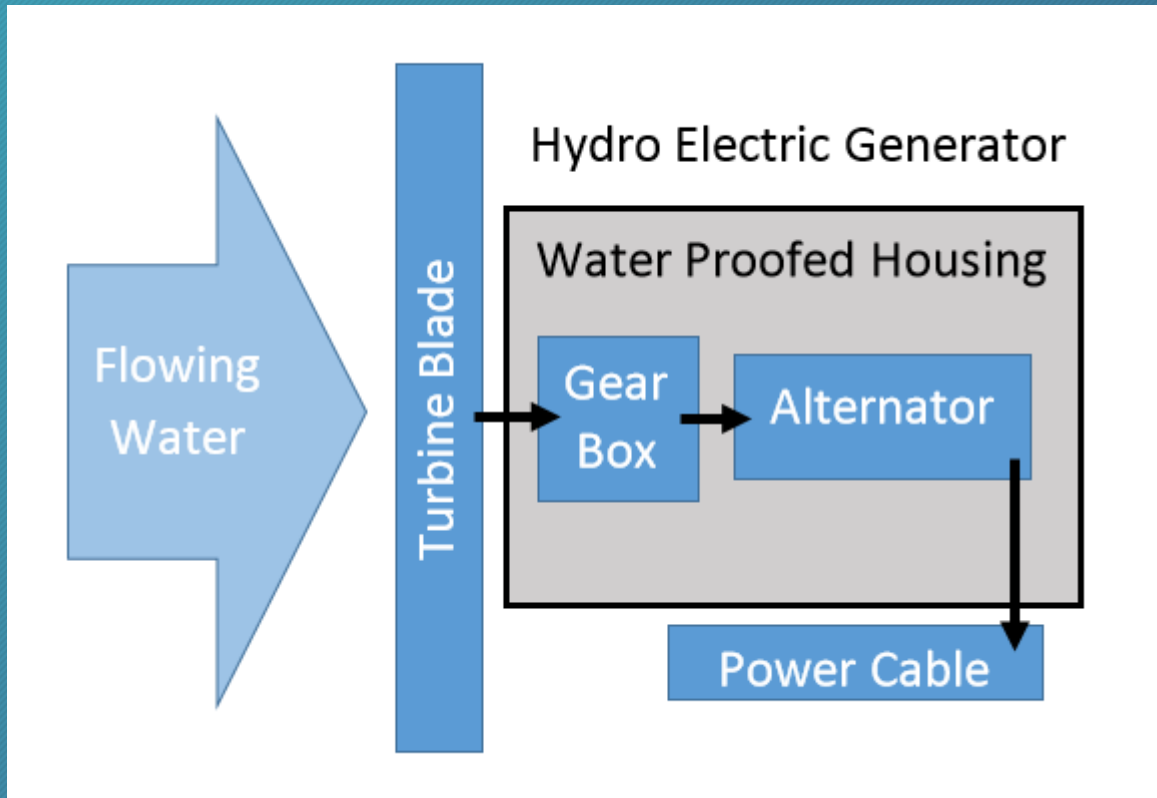 Hydro Electric Generator
Water Proofed Housing
Flowing
Water
Turbine Blade
Gear
Box
Alternator
Power Cable